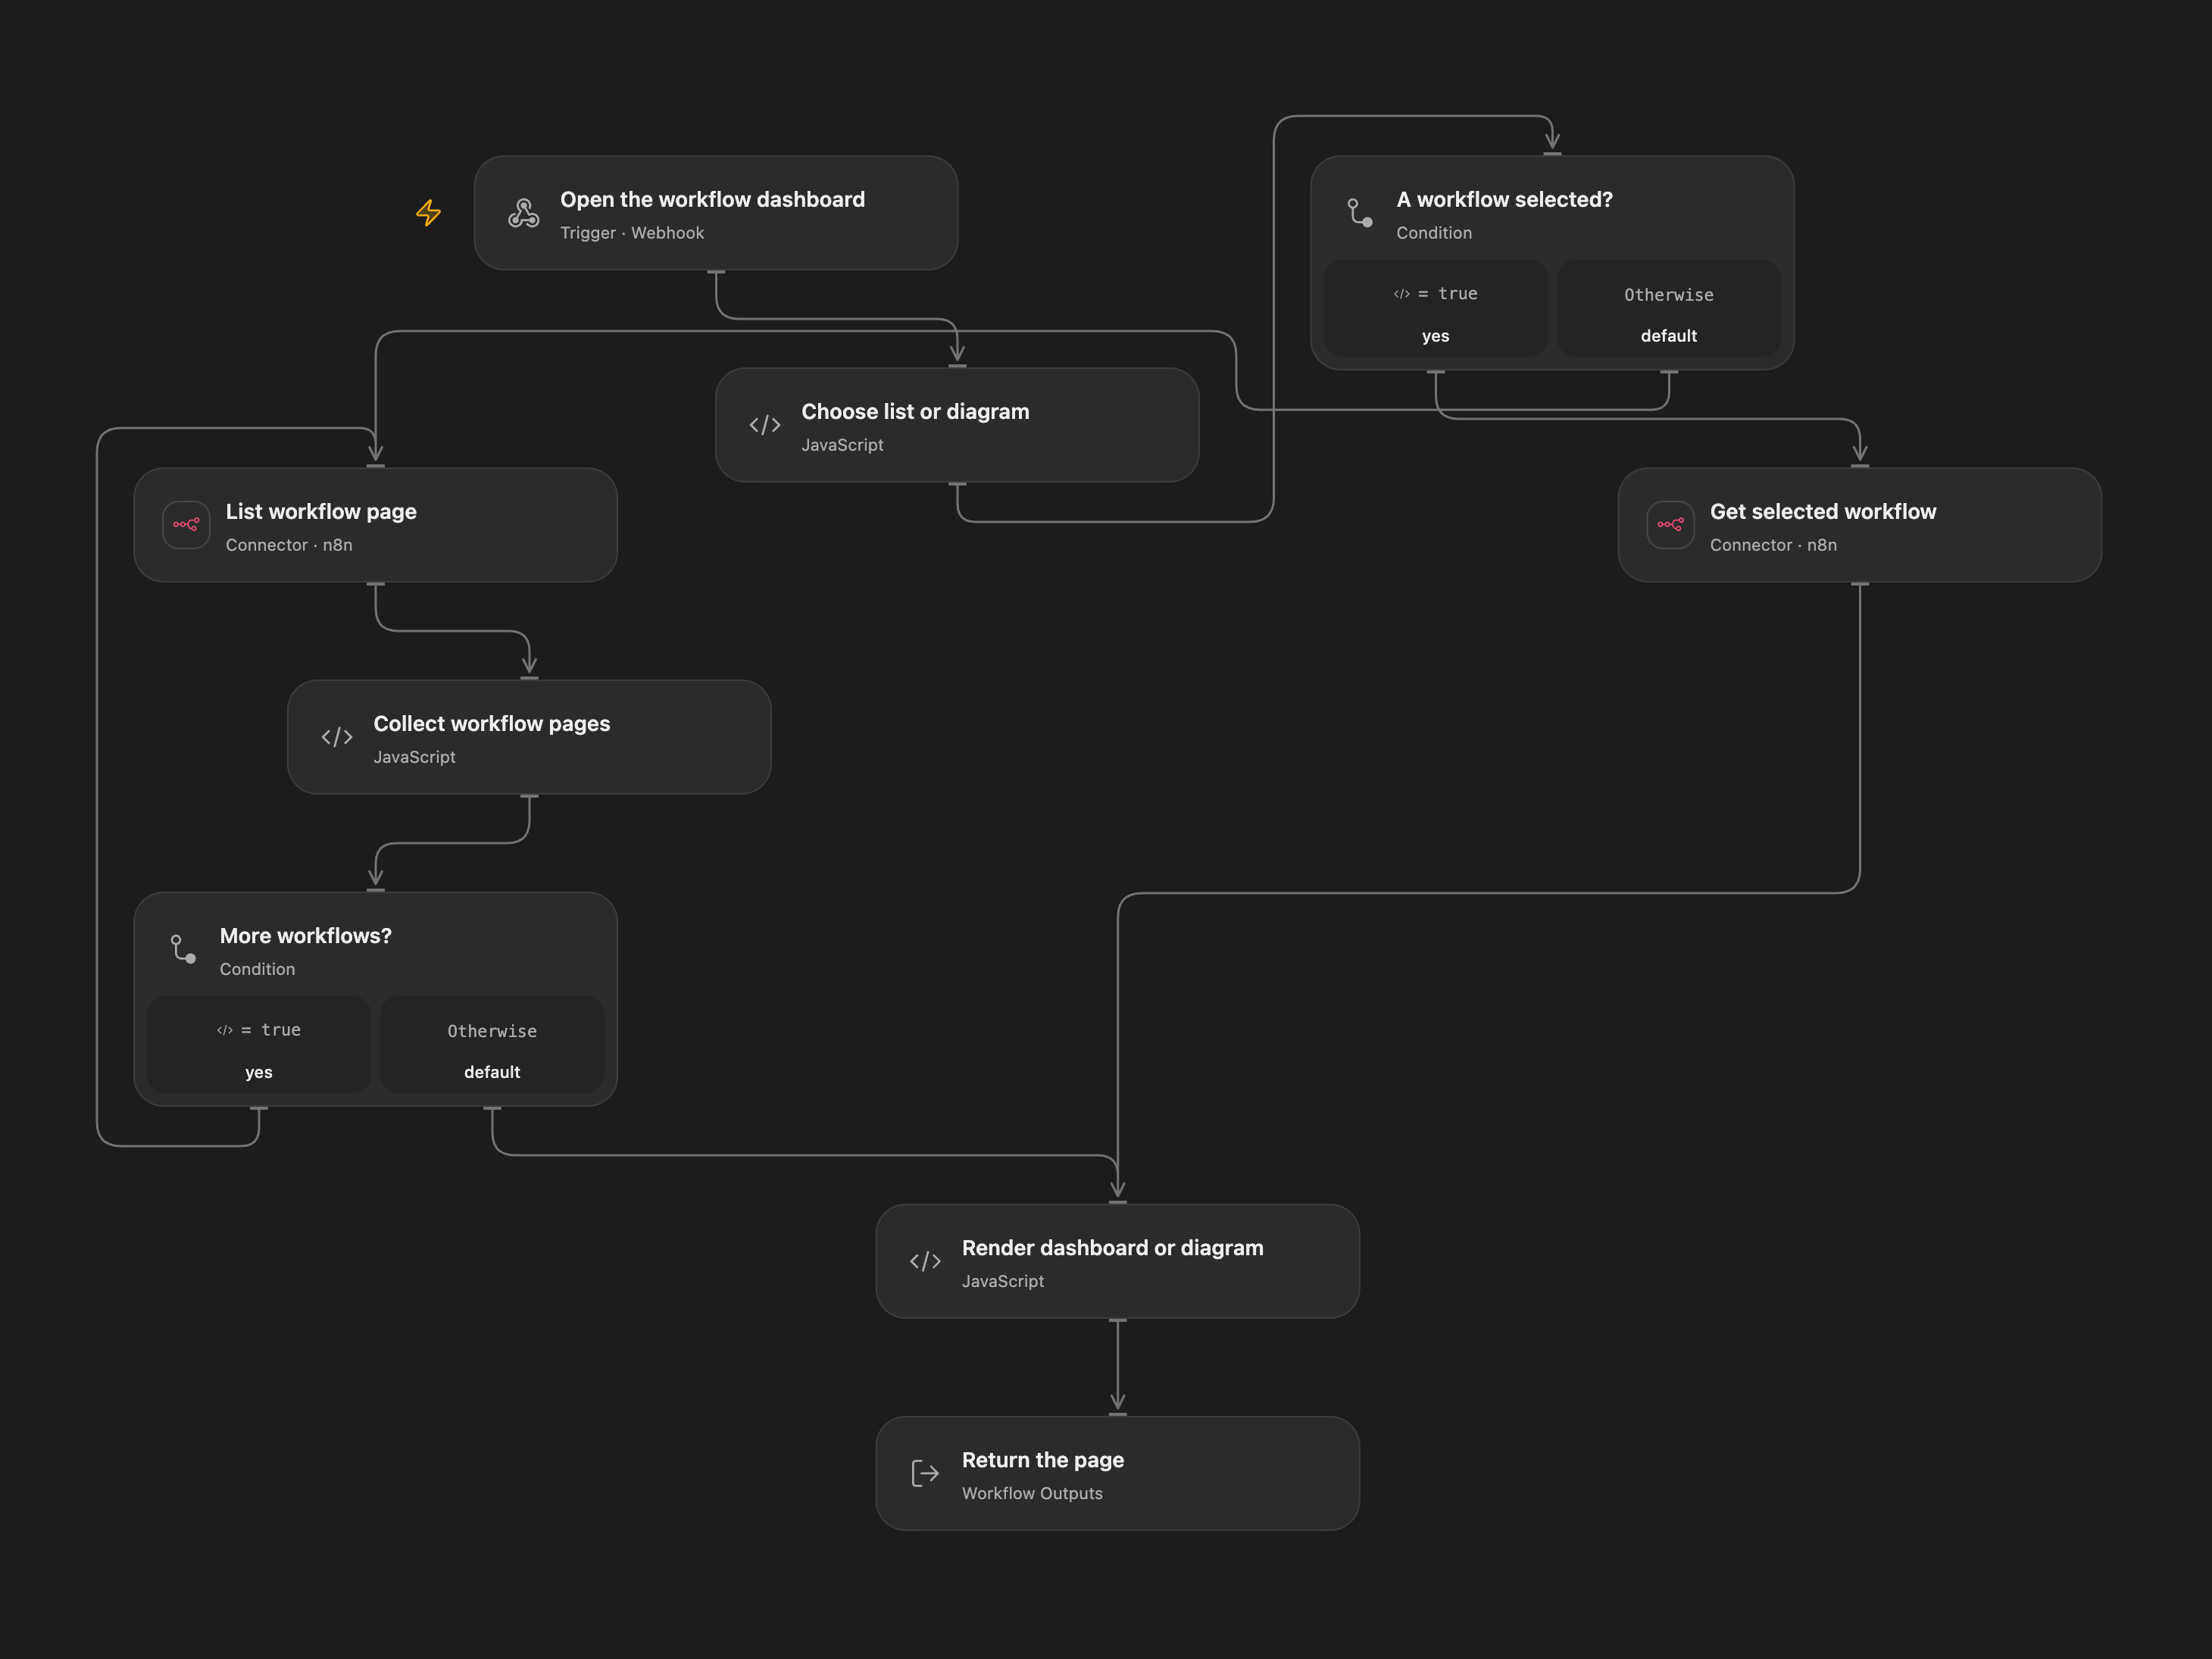 Open the workflow dashboard
Trigger · Webhook
A workflow selected?
Condition
</> = true
yes
Otherwise
default
Choose list or diagram
JavaScript
List workflow page
Connector · n8n
Get selected workflow
Connector · n8n
Collect workflow pages
JavaScript
More workflows?
Condition
</> = true
yes
Otherwise
default
Render dashboard or diagram
JavaScript
Return the page
Workflow Outputs